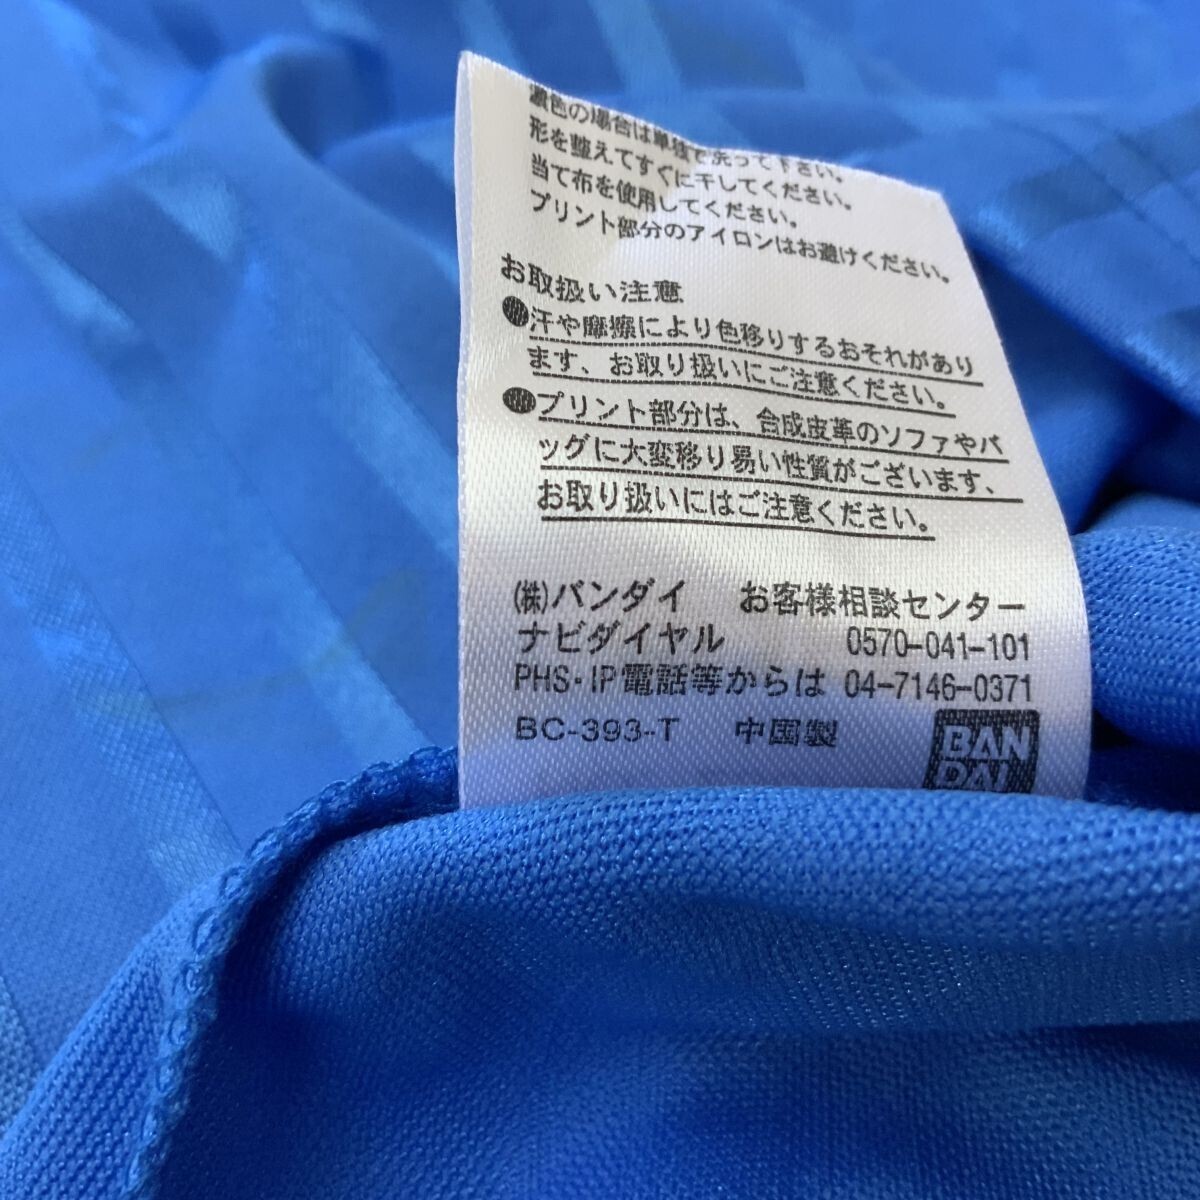 濃色の場合は単独で洗って下さい。
形を整えてすぐに干してください。
当て布を使用してください。
プリント部分のアイロンはお避けください。
お取扱い注意
●汗や摩擦により色移りするおそれがあり
ます、お取り扱いにご注意ください。
●プリント部分は、合成皮革のソファやバ
ッグに大変移り易い性質がございます、
お取り扱いにはご注意ください。
(株)バンダイ お客様相談センター
ナビダイヤル 0570-041-101
PHS・IP電話等からは 04-7146-0371
BC-393-T 中国製
BAN
DAI